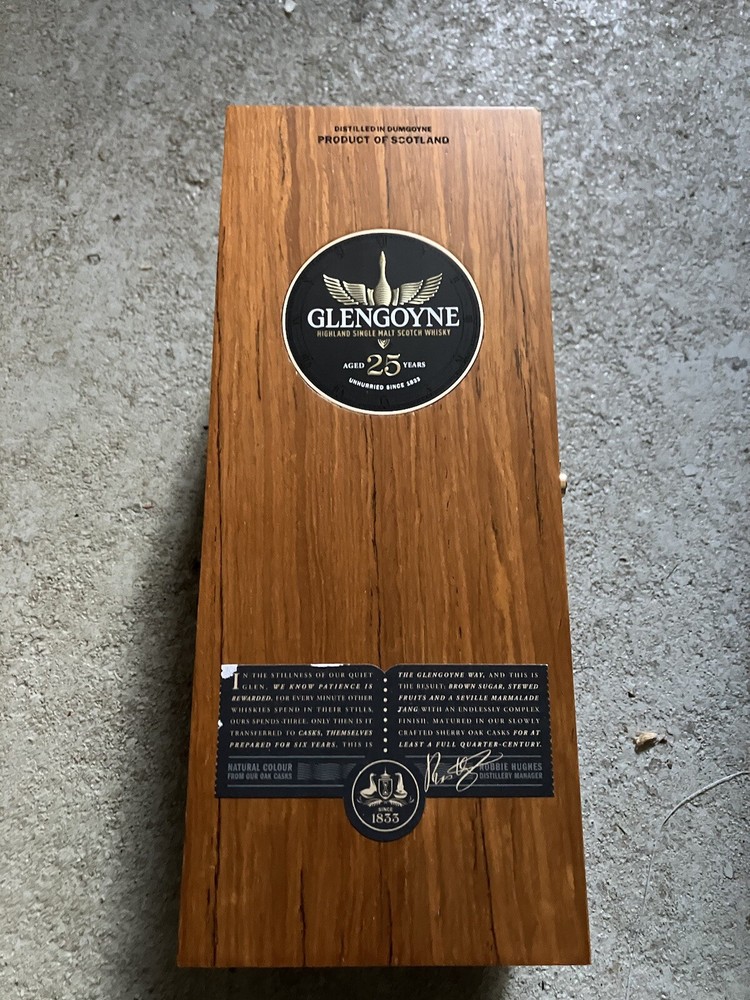 DISTILLED IN DUMGOYNE
PRODUCT OF SCOTLAND
GLENGOYNE
HIGHLAND SINGLE MALT SCOTCH WHISKY
AGED 25 YEARS
UNHURRIED SINCE 1833
IN THE STILLNESS OF OUR QUIET
GLEN, WE KNOW PATIENCE IS
REWARDED. FOR EVERY MINUTE OTHER
WHISKIES SPEND IN THEIR STILLS,
OURS SPENDS THREE. ONLY THEN IS IT
TRANSFERRED TO CASKS, THEMSELVES
PREPARED FOR SIX YEARS. THIS IS
THE GLENGOYNE WAY, AND THIS IS
THE RESULT: BROWN SUGAR, STEWED
FRUITS AND A SEVILLE MARMALADE
TANG WITH AN ENDLESSLY COMPLEX
FINISH. MATURED IN OUR SLOWLY
CRAFTED SHERRY OAK CASKS FOR AT
LEAST A FULL QUARTER-CENTURY.
NATURAL COLOUR
FROM OUR OAK CASKS
ROBBIE HUGHES
DISTILLERY MANAGER
SINCE
1833